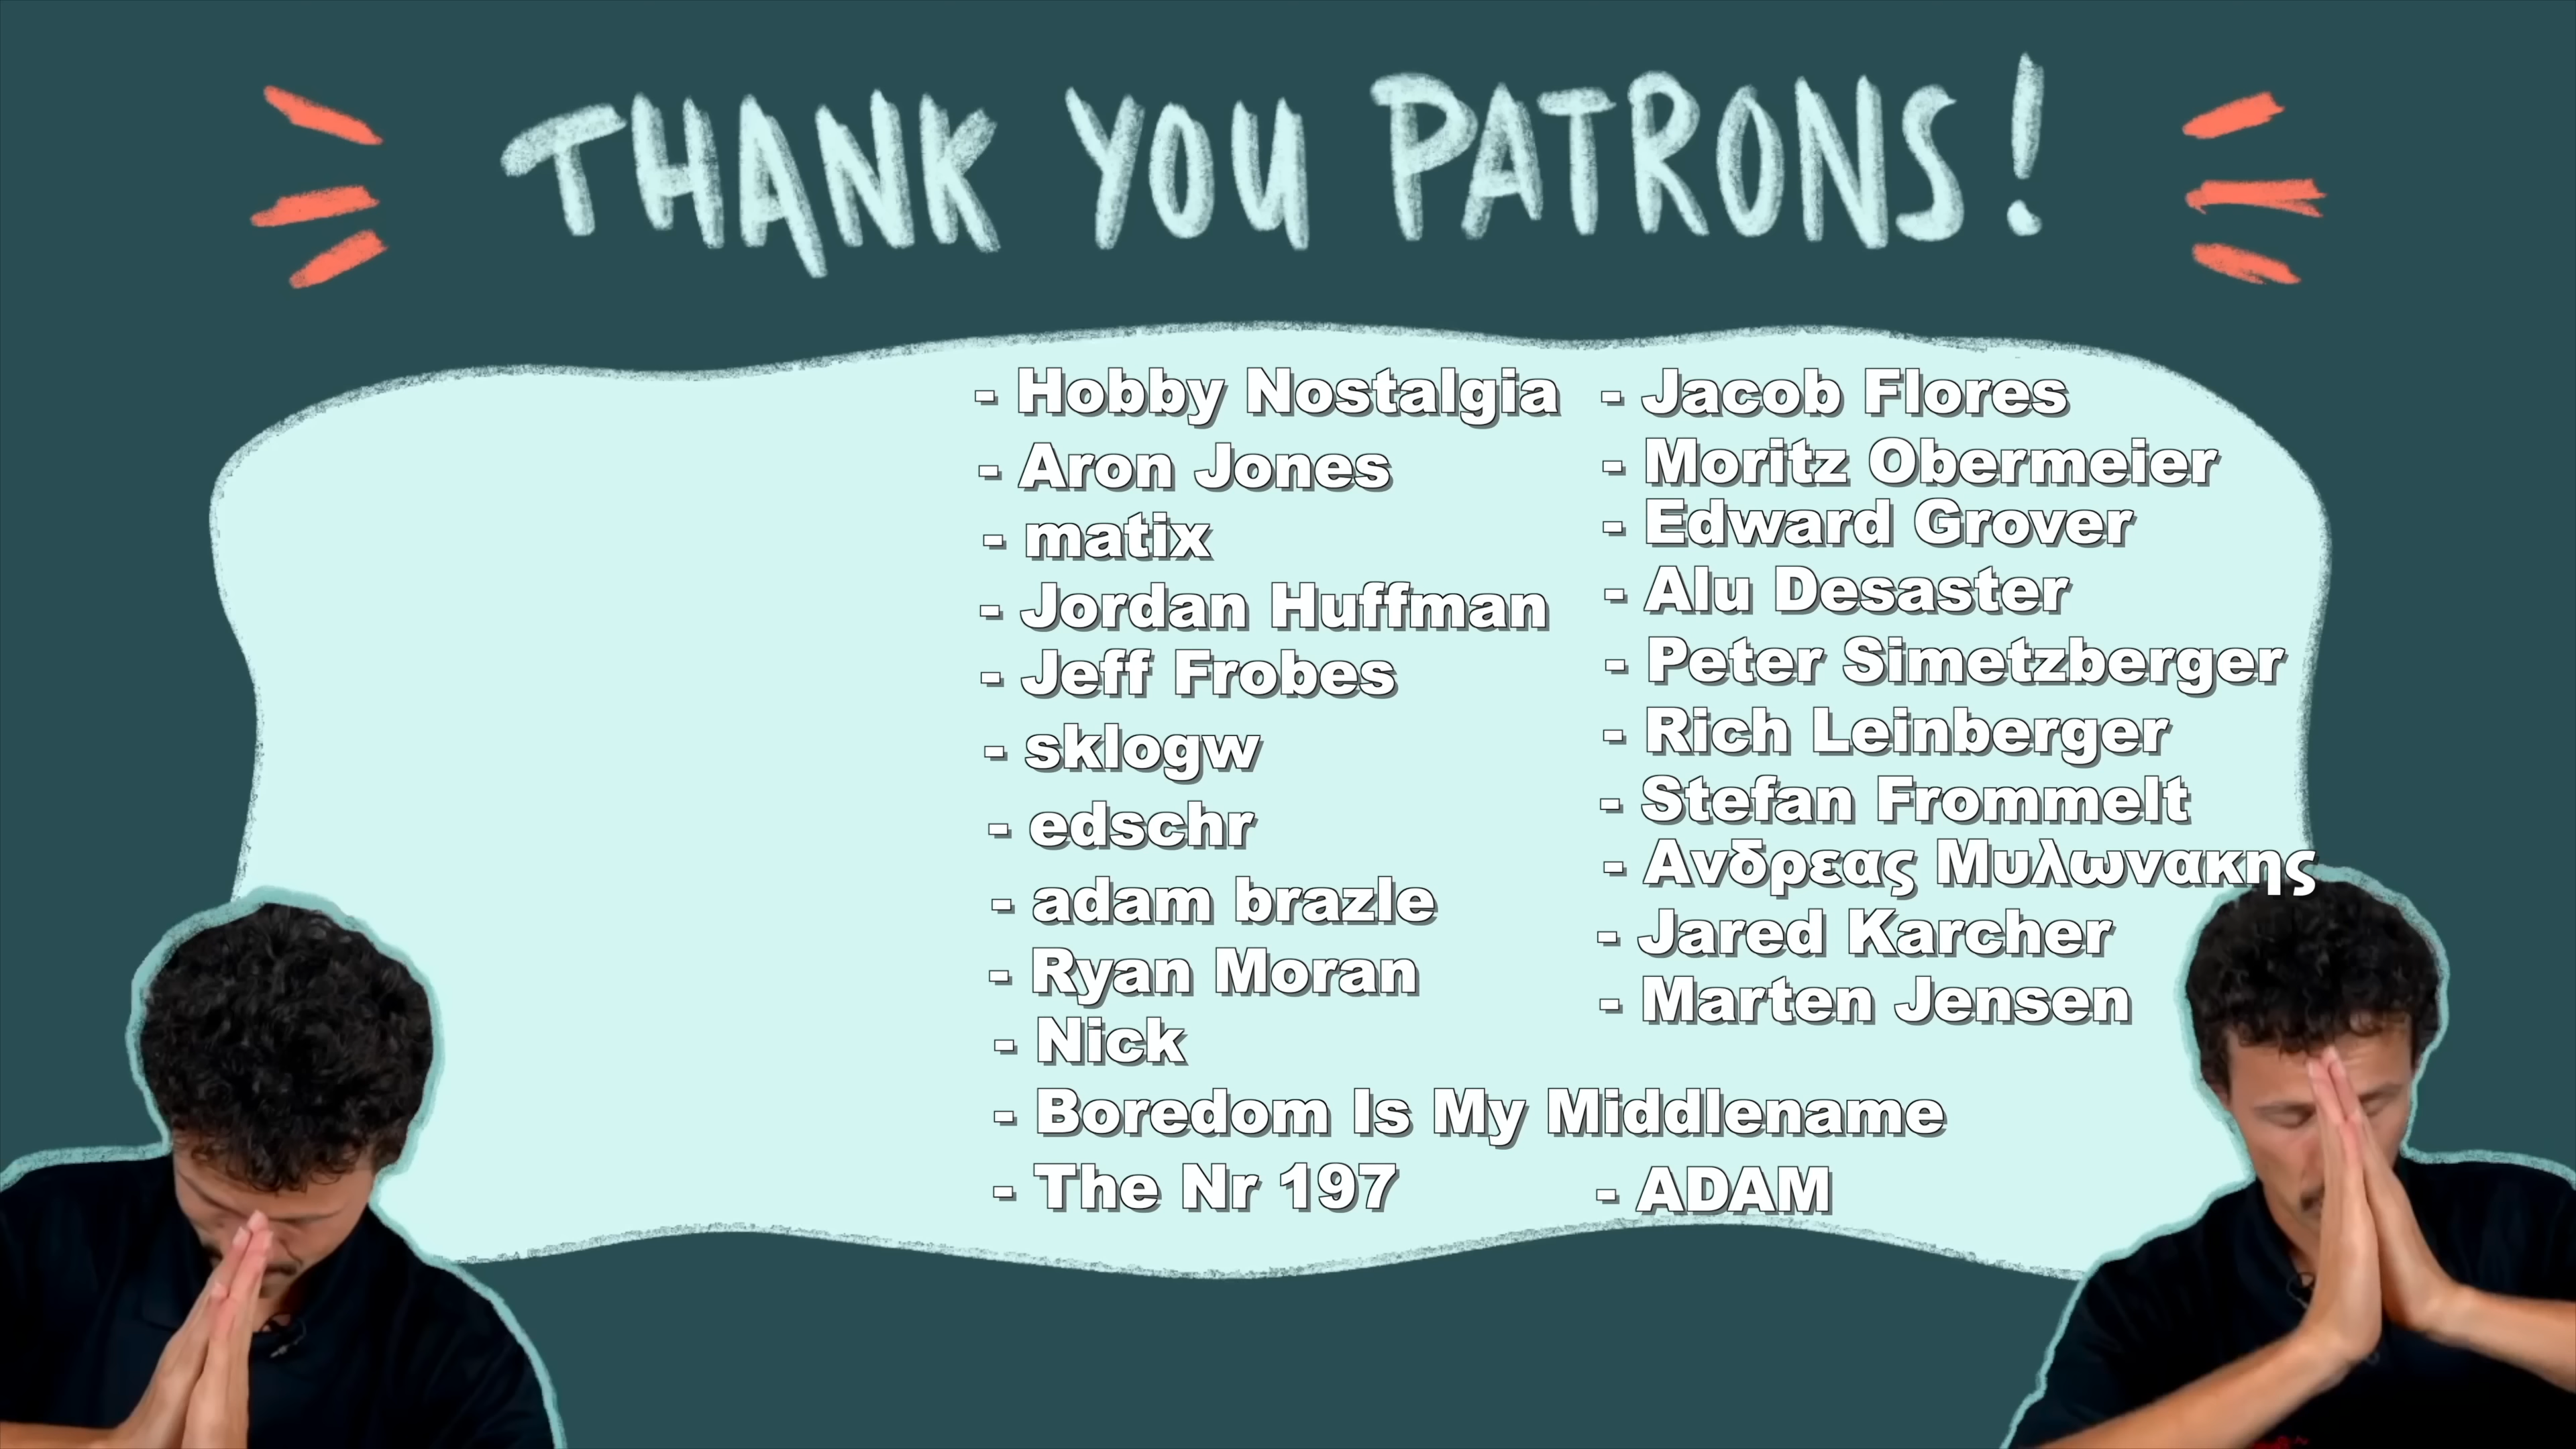 THANK YOU PATRONS!
- Hobby Nostalgia
- Aron Jones
- matix
- Jordan Huffman
- Jeff Frobes
- sklogw
- edschr
- adam brazle
- Ryan Moran
- Nick
- Boredom Is My Middlename
- The Nr 197
- Jacob Flores
- Moritz Obermeier
- Edward Grover
- Alu Desaster
- Peter Simetzberger
- Rich Leinberger
- Stefan Frommelt
- Ανδρεας Μυλωνακης
- Jared Karcher
- Marten Jensen
- ADAM